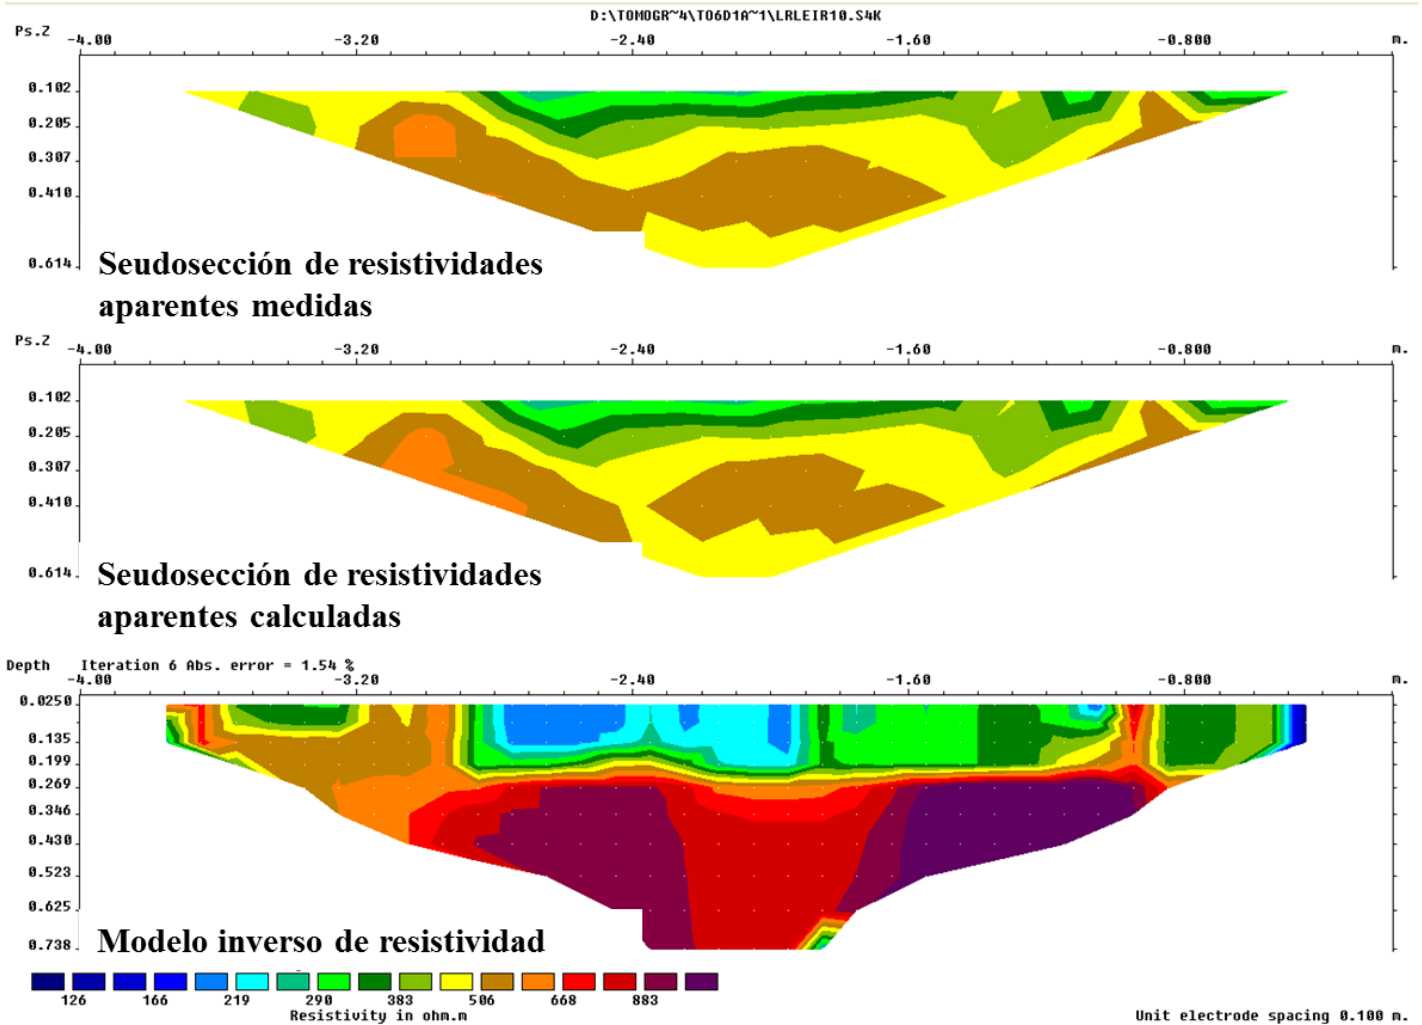 D:\TOMOGR~4\TO6D1A~1\LRLEIR10.S4K
Ps.Z -4.00 -3.20 -2.40 -1.60 -0.800 m.
0.102
0.205
0.307
0.410
0.614
Seudosección de resistividades
aparentes medidas
Ps.Z -4.00 -3.20 -2.40 -1.60 -0.800 m.
0.102
0.205
0.307
0.410
0.614
Seudosección de resistividades
aparentes calculadas
Depth Iteration 6 Abs. error = 1.54 %
-4.00 -3.20 -2.40 -1.60 -0.800 m.
0.0250
0.135
0.199
0.269
0.346
0.430
0.523
0.625
0.738
Modelo inverso de resistividad
126 166 219 290 383 506 668 883
Resistivity in ohm.m
Unit electrode spacing 0.100 m.